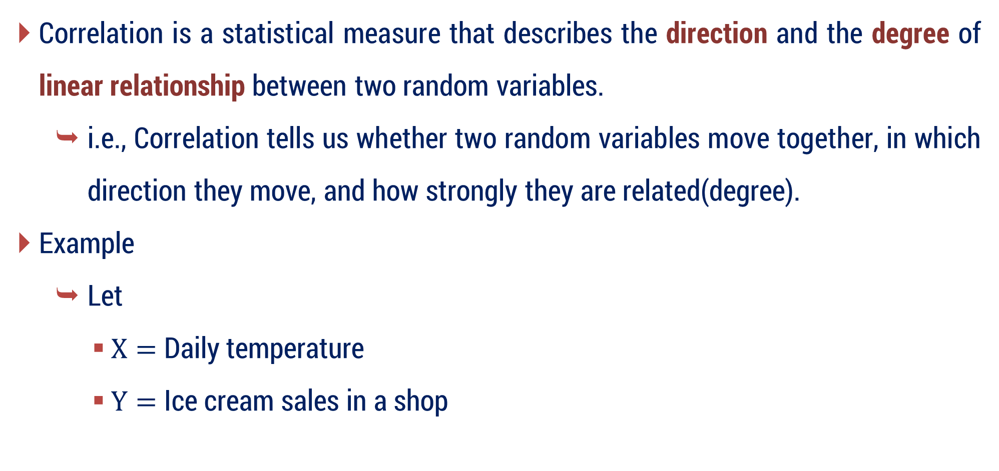 Correlation is a statistical measure that describes the direction and the degree of
linear relationship between two random variables.
i.e., Correlation tells us whether two random variables move together, in which
direction they move, and how strongly they are related(degree).
Example
Let
X = Daily temperature
Y = Ice cream sales in a shop